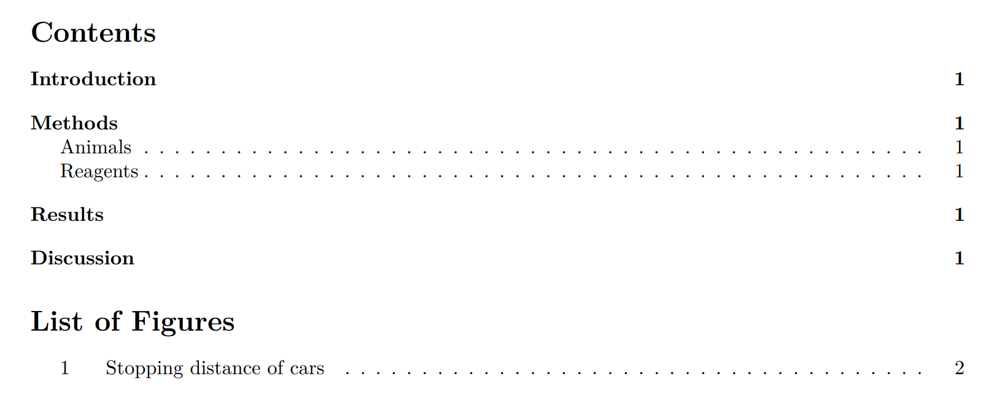 Contents
Introduction 1
Methods 1
Animals . . . . . . . . . . . . . . . . . . . . . . . . . . . . . . . . . . . . . . . . . . . . . . . . . . . 1
Reagents . . . . . . . . . . . . . . . . . . . . . . . . . . . . . . . . . . . . . . . . . . . . . . . . . . . 1
Results 1
Discussion 1
List of Figures
1 Stopping distance of cars . . . . . . . . . . . . . . . . . . . . . . . . . . . . . . . . . . . . . . 2